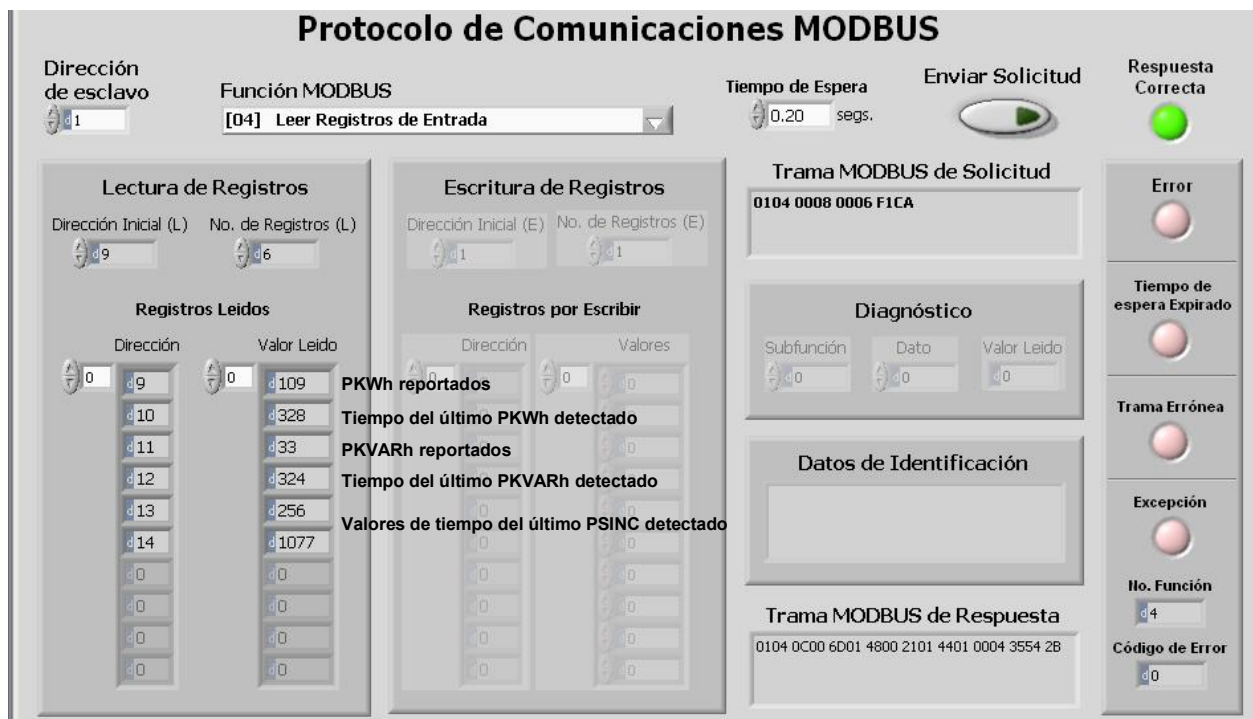 Protocolo de Comunicaciones MODBUS
Dirección
de esclavo
d 1
Función MODBUS
[04] Leer Registros de Entrada
Tiempo de Espera
0.20 segs.
Enviar Solicitud
Respuesta
Correcta
Lectura de Registros
Dirección Inicial (L) No. de Registros (L)
d 9 d 6
Registros Leidos
Dirección Valor Leido
0 d 9 0 d 109 PKWh reportados
d 10 d 328 Tiempo del último PKWh detectado
d 11 d 33 PKVARh reportados
d 12 d 324 Tiempo del último PKVARh detectado
d 13 d 256
Valores de tiempo del último PSINC detectado
d 14 d 1077
d 0 d 0
d 0 d 0
d 0 d 0
d 0 d 0
Escritura de Registros
Dirección Inicial (E) No. de Registros (E)
d 1 d 1
Registros por Escribir
Dirección Valores
0 d 0
Trama MODBUS de Solicitud
0104 0008 0006 F1CA
Diagnóstico
Subfunción Dato Valor Leido
d 0 d 0 d 0
Datos de Identificación
Trama MODBUS de Respuesta
0104 0C00 6D01 4800 2101 4401 0004 3554 2B
Error
Tiempo de
espera Expirado
Trama Errónea
Excepción
No. Función
d 4
Código de Error
d 0